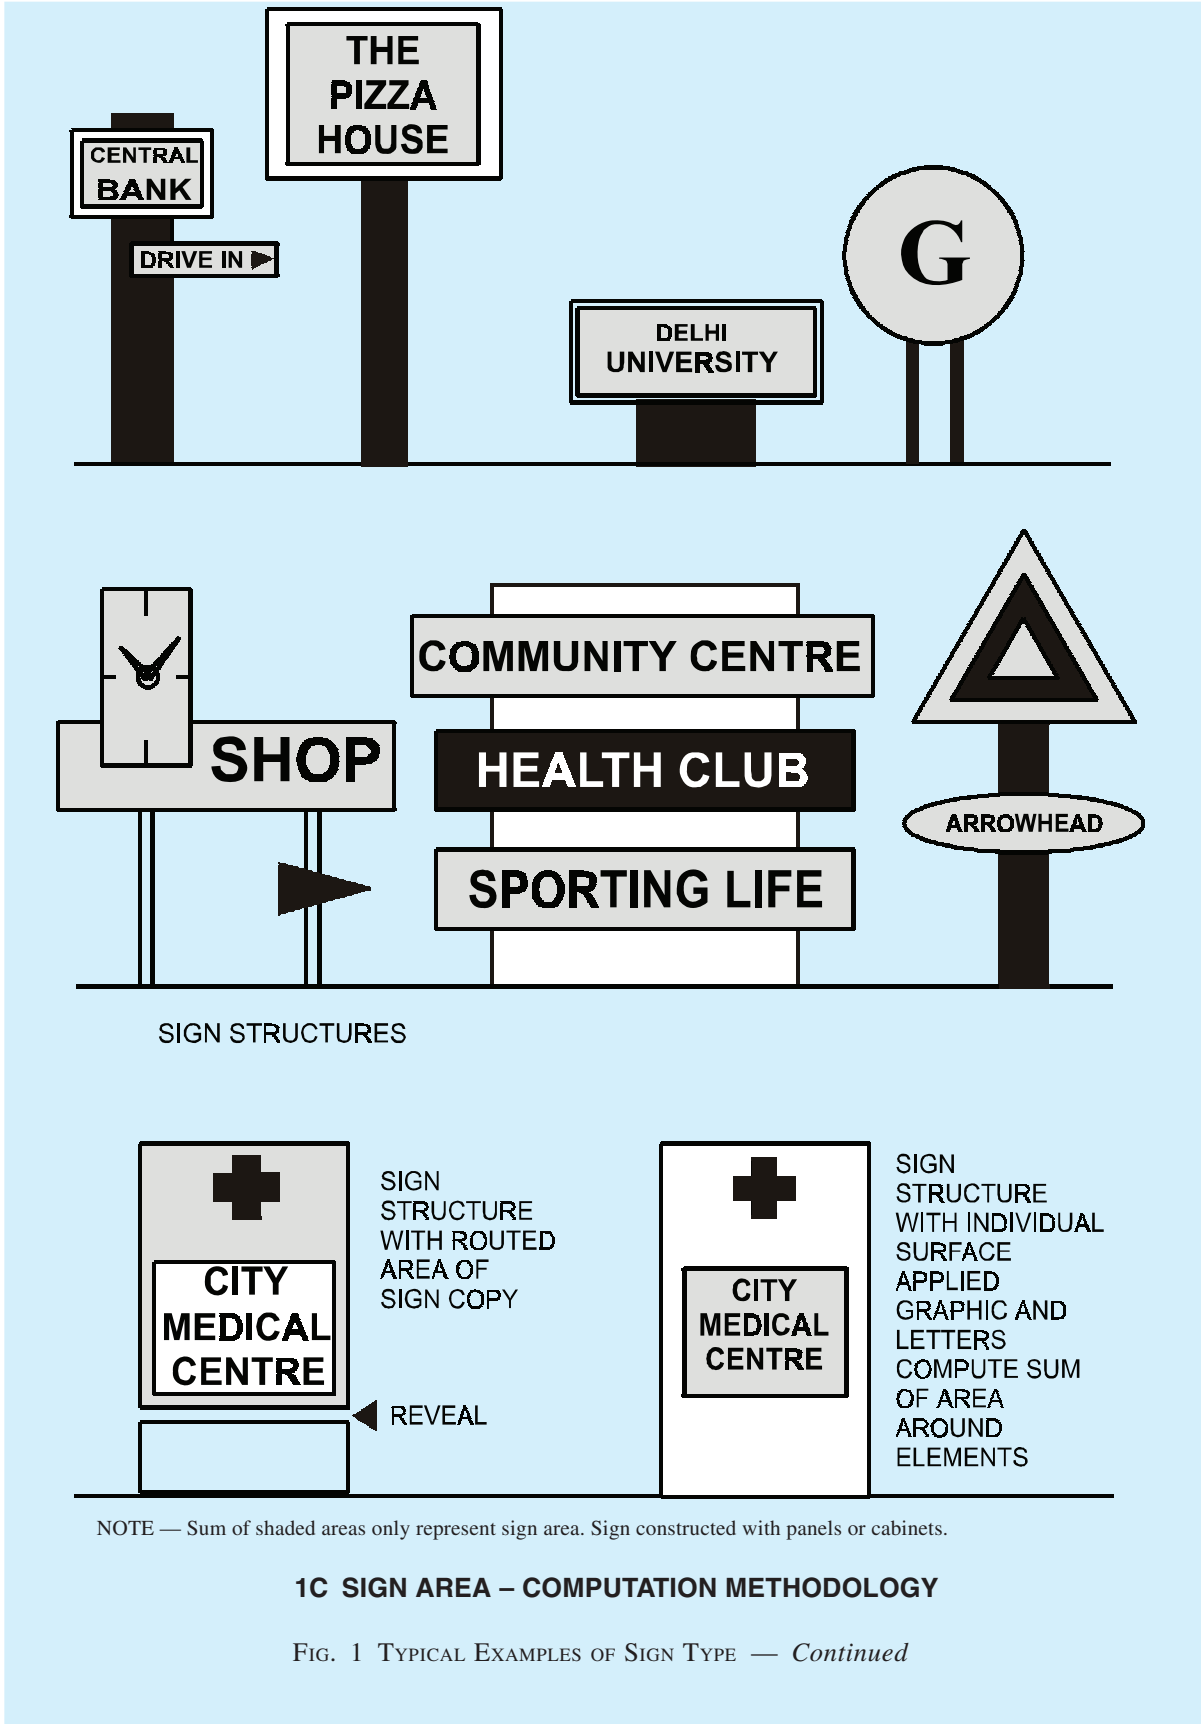 THE
PIZZA
HOUSE
CENTRAL
BANK
DRIVE IN
G
DELHI
UNIVERSITY
SHOP
COMMUNITY CENTRE
HEALTH CLUB
SPORTING LIFE
ARROWHEAD
SIGN STRUCTURES
CITY
MEDICAL
CENTRE
SIGN
STRUCTURE
WITH ROUTED
AREA OF
SIGN COPY
REVEAL
CITY
MEDICAL
CENTRE
SIGN
STRUCTURE
WITH INDIVIDUAL
SURFACE
APPLIED
GRAPHIC AND
LETTERS
COMPUTE SUM
OF AREA
AROUND
ELEMENTS
NOTE — Sum of shaded areas only represent sign area. Sign constructed with panels or cabinets.
1C SIGN AREA – COMPUTATION METHODOLOGY
FIG. 1 TYPICAL EXAMPLES OF SIGN TYPE — Continued